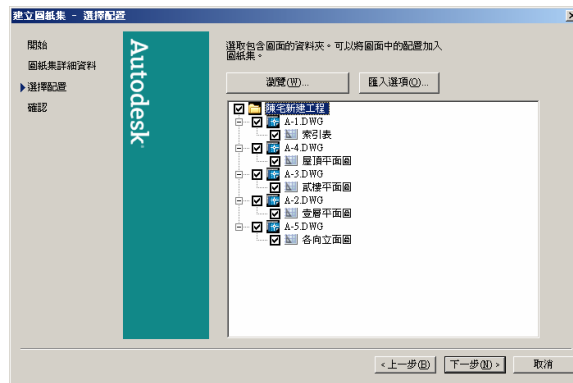 建立圖紙集 - 選擇配置
開始
圖紙集詳細資料
選擇配置
確認
Autodesk
選取包含圖面的資料夾。可以將圖面中的配置加入
圖紙集。
瀏覽(W)...
匯入選項(O)...
陳宅新建工程
A-1.DWG
索引表
A-4.DWG
屋頂平面圖
A-3.DWG
貳樓平面圖
A-2.DWG
壹層平面圖
A-5.DWG
各向立面圖
<上一步(B)
下一步(N)>
取消